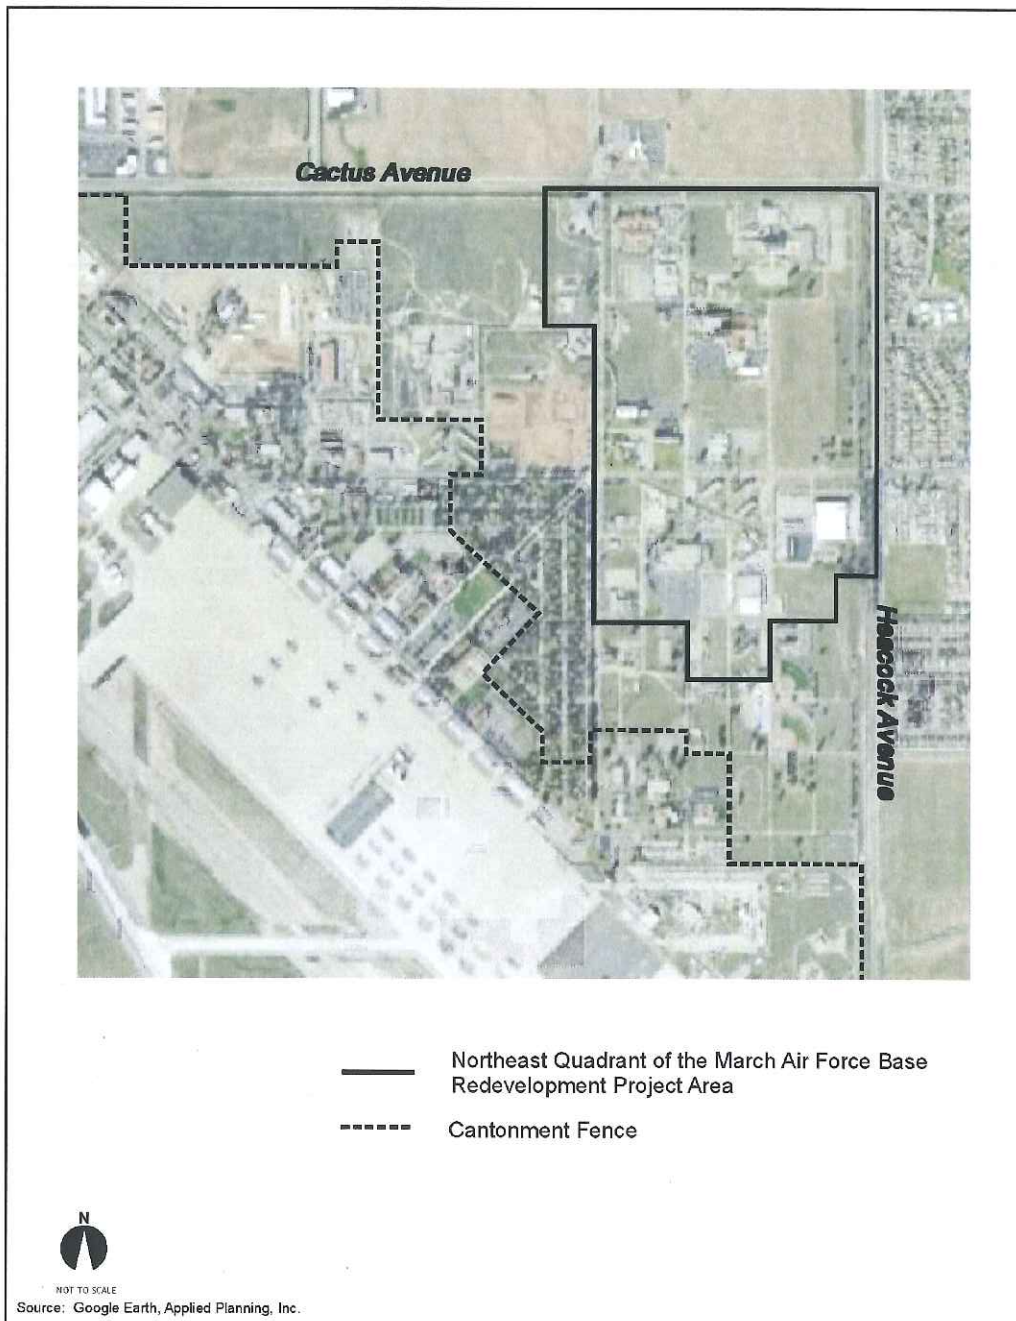 Cactus Avenue
Heacock Avenue
Northeast Quadrant of the March Air Force Base
Redevelopment Project Area
Cantonment Fence
N
NOT TO SCALE
Source: Google Earth, Applied Planning, Inc.